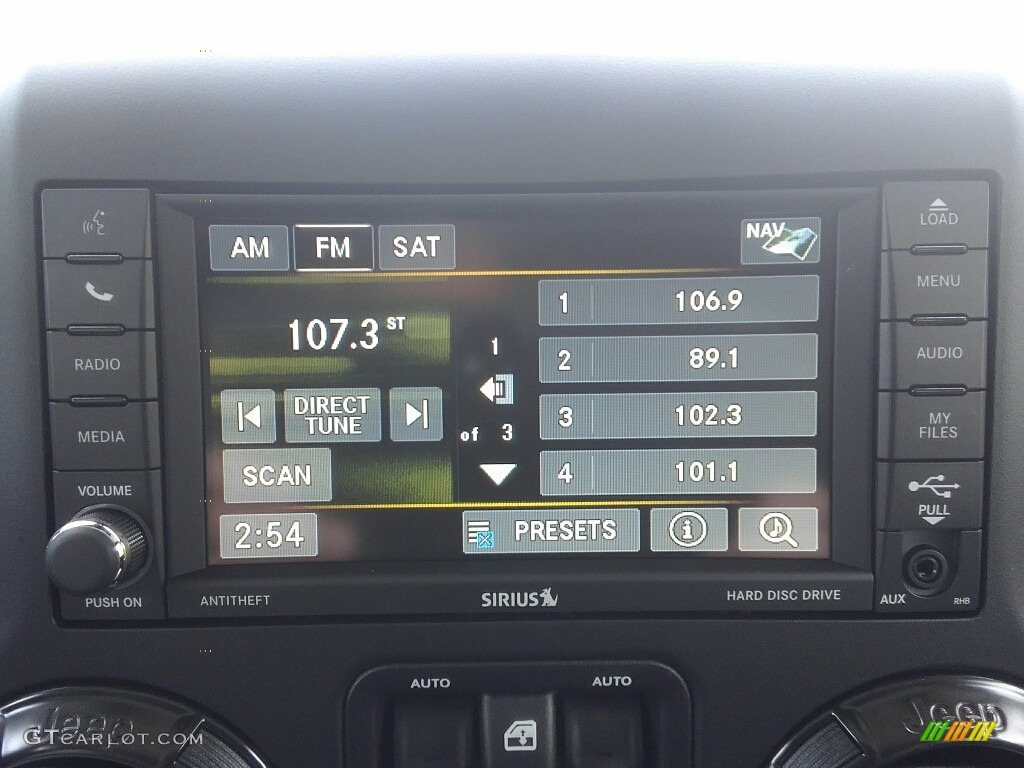 LOAD
AM FM SAT NAV
MENU
1 106.9
107.3 ST
1
2 89.1
AUDIO
RADIO
DIRECT
TUNE
of 3
3 102.3
MY
FILES
MEDIA
SCAN
4 101.1
VOLUME
PULL
2:54
PRESETS
PUSH ON
ANTITHEFT
SIRIUS
HARD DISC DRIVE
AUX
RHB
AUTO
AUTO
Jeep
Jeep
GTCARLOT.COM